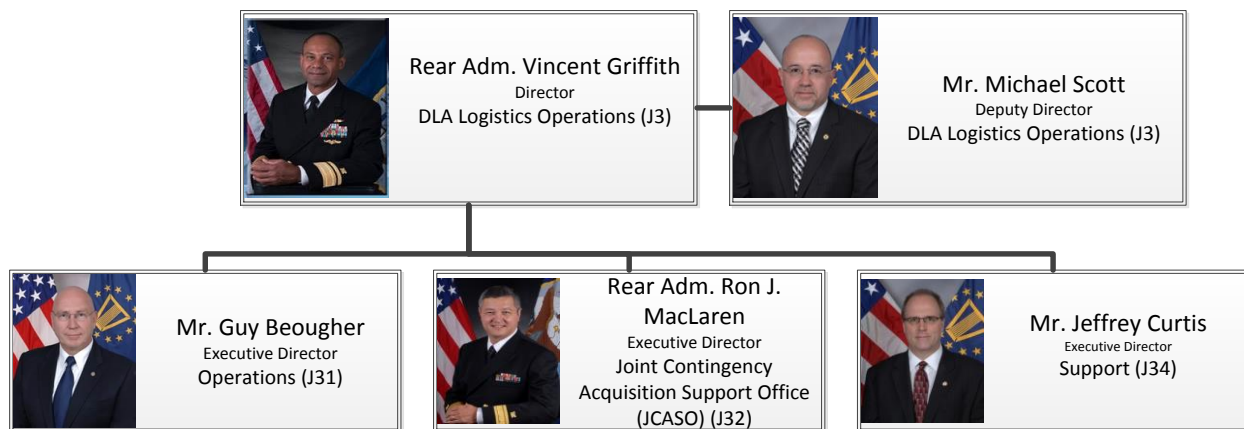 Rear Adm. Vincent Griffith
Director
DLA Logistics Operations (J3)
Mr. Michael Scott
Deputy Director
DLA Logistics Operations (J3)
Mr. Guy Beougher
Executive Director
Operations (J31)
Rear Adm. Ron J.
MacLaren
Executive Director
Joint Contingency
Acquisition Support Office
(JCASO) (J32)
Mr. Jeffrey Curtis
Executive Director
Support (J34)